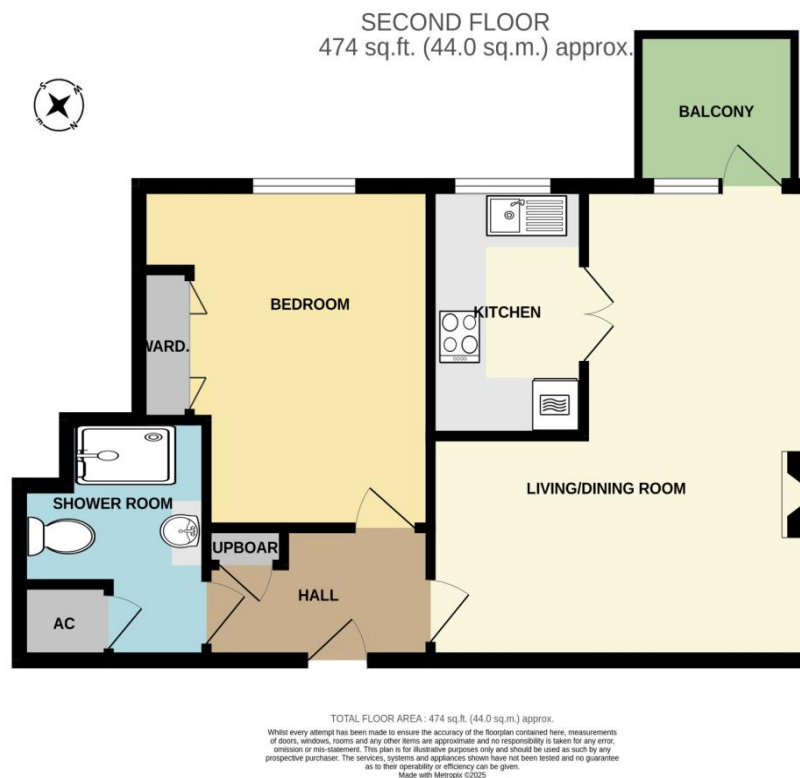 SECOND FLOOR
474 sq.ft. (44.0 sq.m.) approx.
BALCONY
S
W
E
N
BEDROOM
KITCHEN
WARD.
SHOWER ROOM
LIVING/DINING ROOM
UPBOAR
HALL
AC
TOTAL FLOOR AREA : 474 sq.ft. (44.0 sq.m.) approx.
Whilst every attempt has been made to ensure the accuracy of the floorplan contained here, measurements
of doors, windows, rooms and any other items are approximate and no responsibility is taken for any error,
omission or mis-statement. This plan is for illustrative purposes only and should be used as such by any
prospective purchaser. The services, systems and appliances shown have not been tested and no guarantee
as to their operability or efficiency can be given.
Made with Metropix ©2025